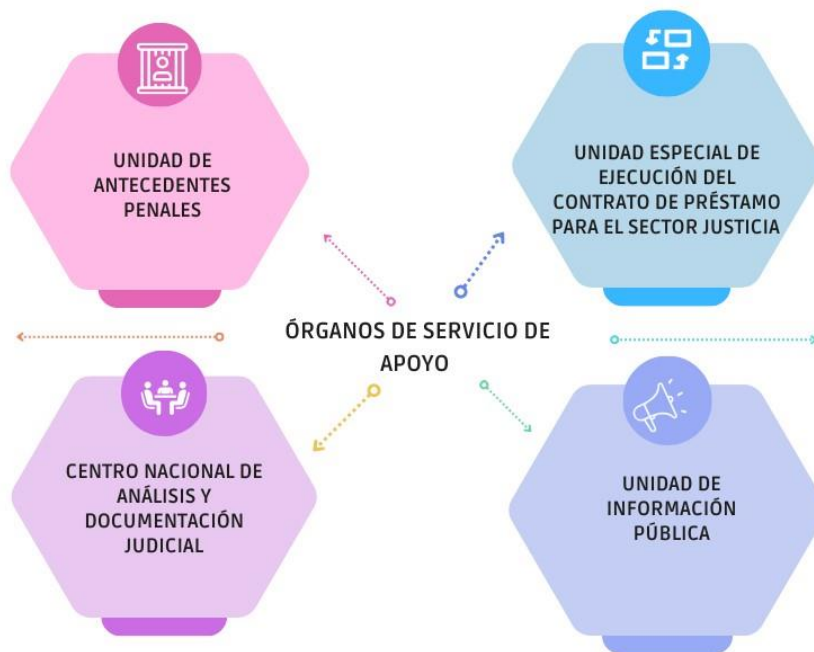 UNIDAD DE
ANTECEDENTES
PENALES
UNIDAD ESPECIAL DE
EJECUCIÓN DEL
CONTRATO DE PRÉSTAMO
PARA EL SECTOR JUSTICIA
ÓRGANOS DE SERVICIO DE
APOYO
CENTRO NACIONAL DE
ANÁLISIS Y
DOCUMENTACIÓN
JUDICIAL
UNIDAD DE
INFORMACIÓN
PÚBLICA